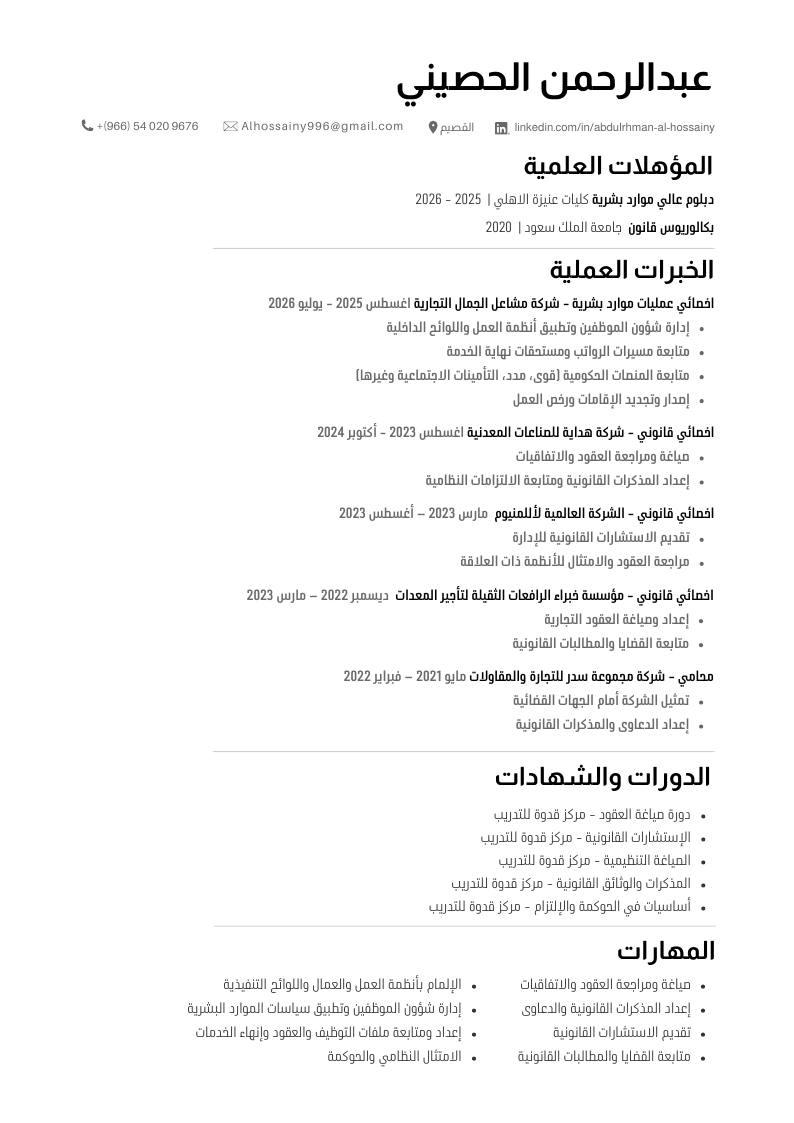 عبدالرحمن الحصيني
linkedin.com/in/abdulrhman-al-hossainy القصيم Alhossainy996@gmail.com +(966) 54 020 9676
المؤهلات العلمية
دبلوم عالي موارد بشرية كليات عنيزة الاهلي | 2025 - 2026
بكالوريوس قانون جامعة الملك سعود | 2020
الخبرات العملية
اخصائي عمليات موارد بشرية - شركة مشاعل الجمال التجارية اغسطس 2025 - يوليو 2026
• إدارة شؤون الموظفين وتطبيق أنظمة العمل واللوائح الداخلية
• متابعة مسيرات الرواتب ومستحقات نهاية الخدمة
• متابعة المنصات الحكومية (قوى، مدد، التأمينات الاجتماعية وغيرها)
• إصدار وتجديد الإقامات ورخص العمل
اخصائي قانوني - شركة هداية للصناعات المعدنية اغسطس 2023 - أكتوبر 2024
• صياغة ومراجعة العقود والاتفاقيات
• إعداد المذكرات القانونية ومتابعة الالتزامات النظامية
اخصائي قانوني - الشركة العالمية لأللمنيوم مارس 2023 – أغسطس 2023
• تقديم الاستشارات القانونية للإدارة
• مراجعة العقود والامتثال للأنظمة ذات العلاقة
اخصائي قانوني - مؤسسة خبراء الرافعات الثقيلة لتأجير المعدات ديسمبر 2022 – مارس 2023
• إعداد وصياغة العقود التجارية
• متابعة القضايا والمطالبات القانونية
محامي - شركة مجموعة سدر للتجارة والمقاولات مايو 2021 – فبراير 2022
• تمثيل الشركة أمام الجهات القضائية
• إعداد الدعاوى والمذكرات القانونية
الدورات والشهادات
• دورة صياغة العقود - مركز قدوة للتدريب
• الإستشارات القانونية - مركز قدوة للتدريب
• الصياغة التنظيمية - مركز قدوة للتدريب
• المذكرات والوثائق القانونية - مركز قدوة للتدريب
• أساسيات في الحوكمة والإلتزام - مركز قدوة للتدريب
المهارات
• صياغة ومراجعة العقود والاتفاقيات
• إعداد المذكرات القانونية والدعاوى
• تقديم الاستشارات القانونية
• متابعة القضايا والمطالبات القانونية
• الإلمام بأنظمة العمل والعمال واللوائح التنفيذية
• إدارة شؤون الموظفين وتطبيق سياسات الموارد البشرية
• إعداد ومتابعة ملفات التوظيف والعقود وإنهاء الخدمات
• الامتثال النظامي والحوكمة